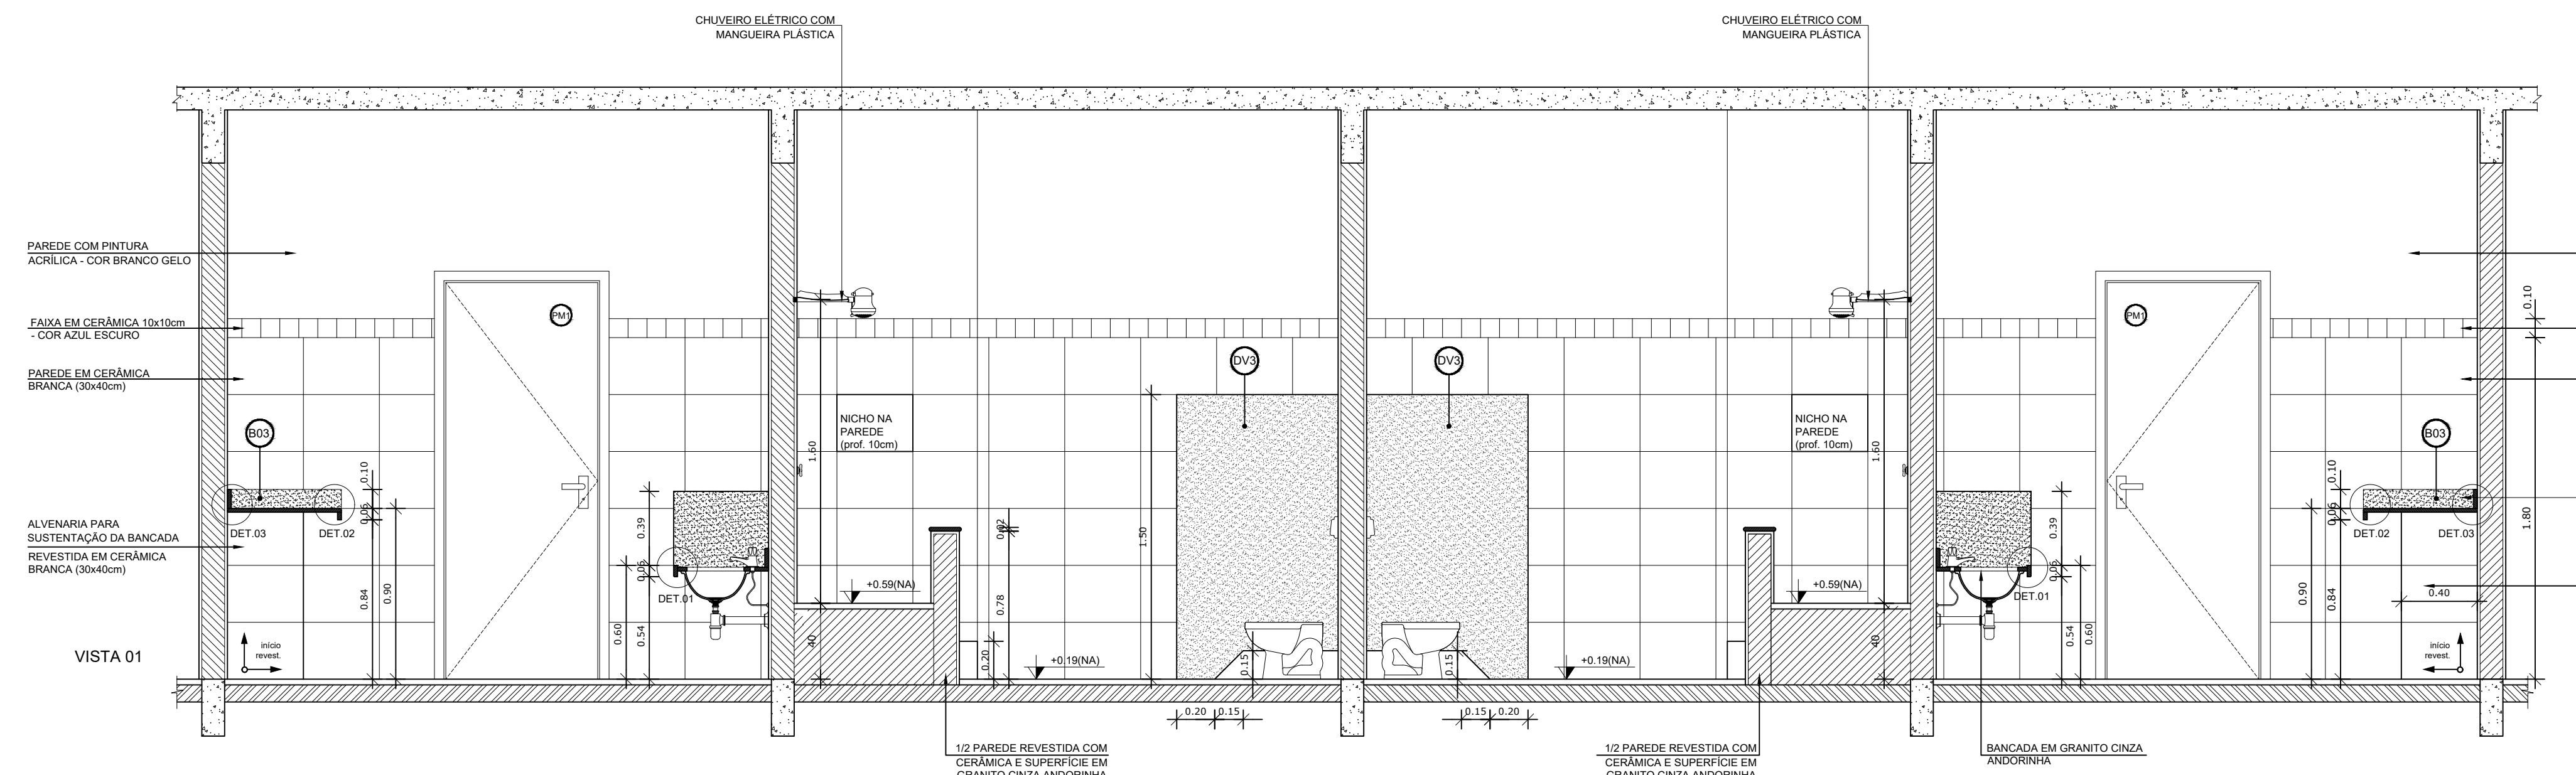 CHUVEIRO ELÉTRICO COM
MANGUEIRA PLÁSTICA
CHUVEIRO ELÉTRICO COM
MANGUEIRA PLÁSTICA
PAREDE COM PINTURA
ACRÍLICA - COR BRANCO GELO
FAIXA EM CERÂMICA 10x10cm
- COR AZUL ESCURO
PAREDE EM CERÂMICA
BRANCA (30x40cm)
ALVENARIA PARA
SUSTENTAÇÃO DA BANCADA
REVESTIDA EM CERÂMICA
BRANCA (30x40cm)
VISTA 01
B03
DET.03
DET.02
0.10
0.06
0.84
0.90
início
revest.
PM1
0.39
0.06
0.60
0.54
DET.01
1.60
40
NICHO NA
PAREDE
(prof. 10cm)
+0.59(NA)
0.02
0.78
0.20
+0.19(NA)
1.50
DV3
0.15
0.20
0.15
DV3
0.15
0.15
0.20
+0.19(NA)
NICHO NA
PAREDE
(prof. 10cm)
+0.59(NA)
1.60
40
0.39
0.06
DET.01
0.54
0.60
PM1
0.90
0.84
0.10
0.06
B03
DET.02
DET.03
0.40
início
revest.
0.10
1.80
1/2 PAREDE REVESTIDA COM
CERÂMICA E SUPERFÍCIE EM
GRANITO CINZA ANDORINHA
1/2 PAREDE REVESTIDA COM
CERÂMICA E SUPERFÍCIE EM
GRANITO CINZA ANDORINHA
BANCADA EM GRANITO CINZA
ANDORINHA